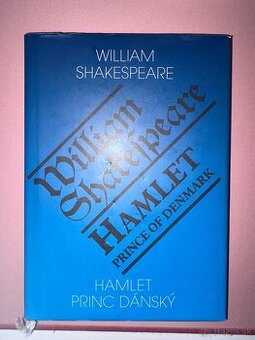 WILLIAM
SHAKESPEARE
William
Shakespeare
HAMLET
PRINCE OF DENMARK
HAMLET
PRINC DÁNSKÝ